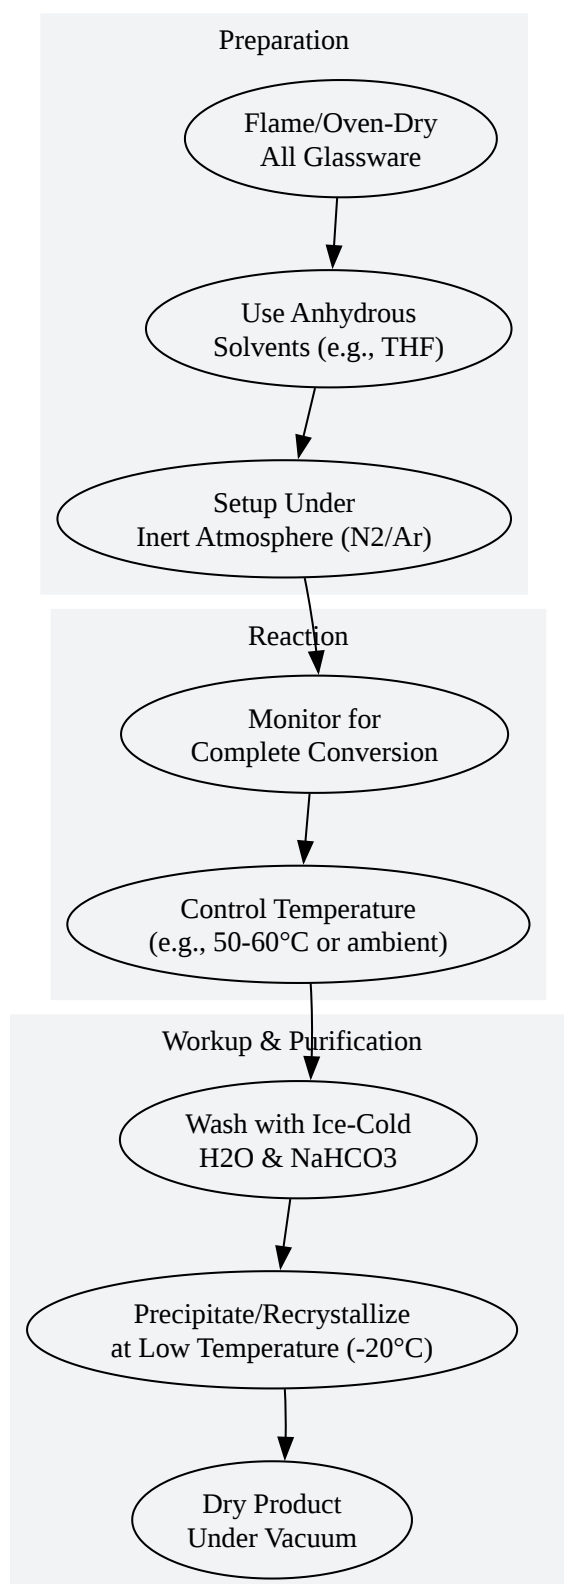 Preparation
Flame/Oven-Dry
All Glassware
Use Anhydrous
Solvents (e.g., THF)
Setup Under
Inert Atmosphere (N2/Ar)
Reaction
Monitor for
Complete Conversion
Control Temperature
(e.g., 50-60°C or ambient)
Workup & Purification
Wash with Ice-Cold
H2O & NaHCO3
Precipitate/Recrystallize
at Low Temperature (-20°C)
Dry Product
Under Vacuum